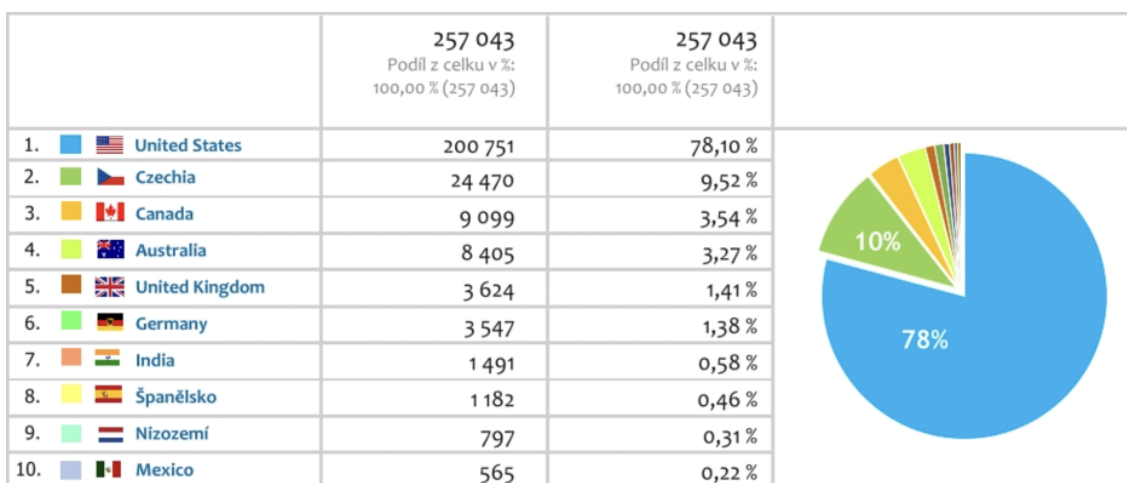 257 043 257 043
Podíl z celku v %: Podíl z celku v %:
100,00 % (257 043) 100,00 % (257 043)
1. United States 200 751 78,10 %
2. Czechia 24 470 9,52 %
3. Canada 9 099 3,54 %
4. Australia 8 405 3,27 %
5. United Kingdom 3 624 1,41 %
6. Germany 3 547 1,38 %
7. India 1 491 0,58 %
8. Španělsko 1 182 0,46 %
9. Nizozemí 797 0,31 %
10. Mexico 565 0,22 %
10%
78%